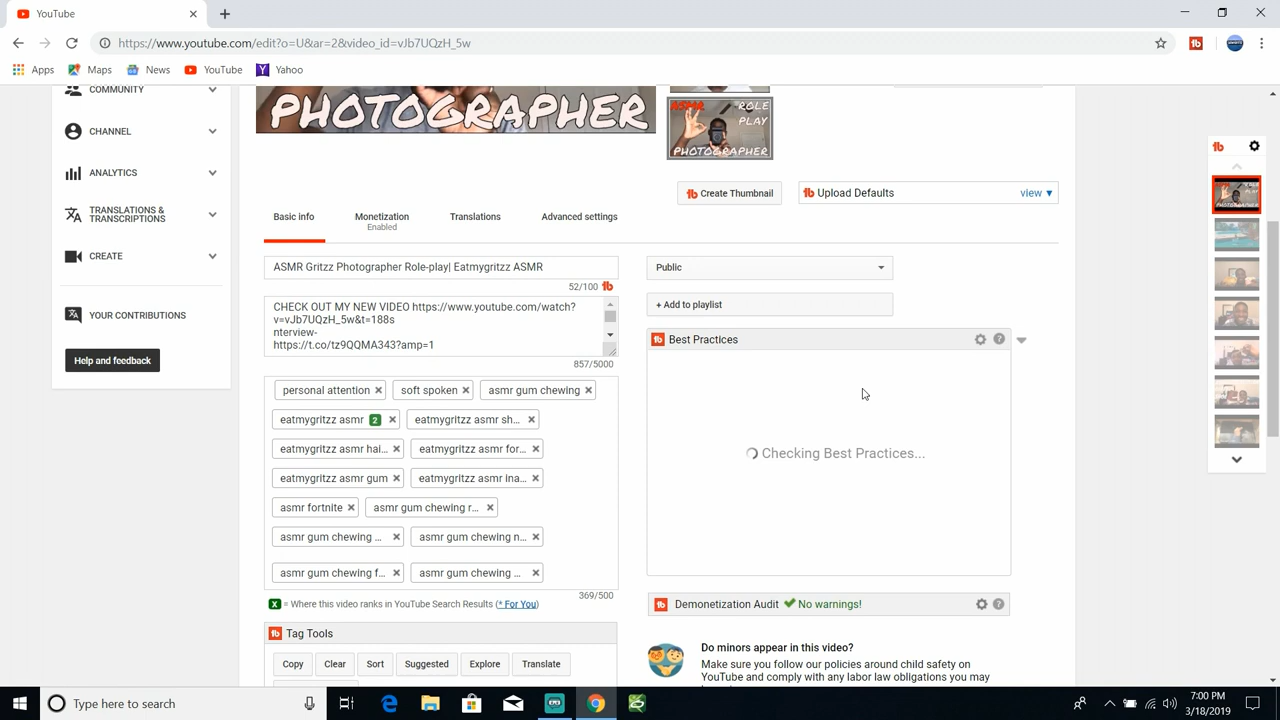 YouTube
https://www.youtube.com/edit?o=U&ar=2&video_id=vJb7UQzH_5w
Apps
Maps
News
YouTube
Yahoo
COMMUNITY
CHANNEL
ANALYTICS
TRANSLATIONS &
TRANSCRIPTIONS
CREATE
YOUR CONTRIBUTIONS
Help and feedback
PHOTOGRAPHER
ASMR ROLE
PLAY
PHOTOGRAPHER
Create Thumbnail
Upload Defaults
view ▼
Basic info
Monetization
Enabled
Translations
Advanced settings
ASMR Gritzz Photographer Role-play| Eatmygritzz ASMR
52/100
CHECK OUT MY NEW VIDEO https://www.youtube.com/watch?
v=vJb7UQzH_5w&t=188s
nterview-
https://t.co/tz9QQMA343?amp=1
857/5000
personal attention
soft spoken
asmr gum chewing
eatmygritzz asmr 2
eatmygritzz asmr sh...
eatmygritzz asmr hai...
eatmygritzz asmr for...
eatmygritzz asmr gum
eatmygritzz asmr ina...
asmr fortnite
asmr gum chewing r...
asmr gum chewing ...
asmr gum chewing n...
asmr gum chewing f...
asmr gum chewing ...
369/500
X = Where this video ranks in YouTube Search Results (* For You)
Tag Tools
Copy
Clear
Sort
Suggested
Explore
Translate
Public
+ Add to playlist
Best Practices
Checking Best Practices...
Demonetization Audit ✔ No warnings!
Do minors appear in this video?
Make sure you follow our policies around child safety on
YouTube and comply with any labor law obligations you may
tb
ASMR ROLE
PLAY
PHOTOGRAPHER
Type here to search
7:00 PM
3/18/2019